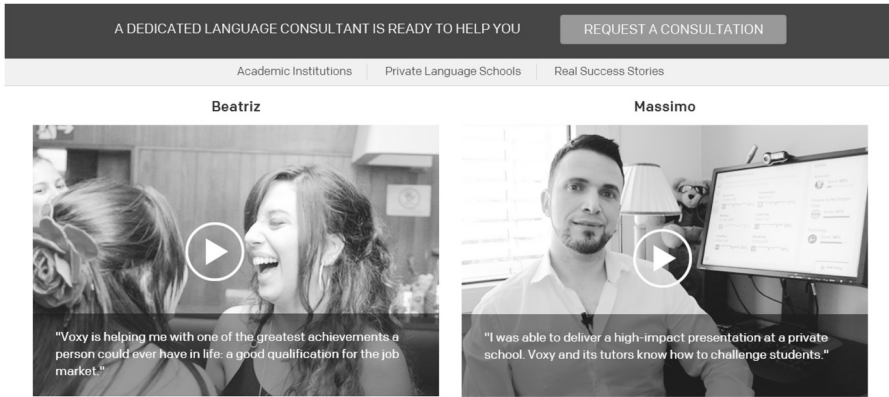 A DEDICATED LANGUAGE CONSULTANT IS READY TO HELP YOU
REQUEST A CONSULTATION
Academic Institutions
Private Language Schools
Real Success Stories
Beatriz
Massimo
"Voxy is helping me with one of the greatest achievements a
person could ever have in life: a good qualification for the job
market."
"I was able to deliver a high-impact presentation at a private
school. Voxy and its tutors know how to challenge students."